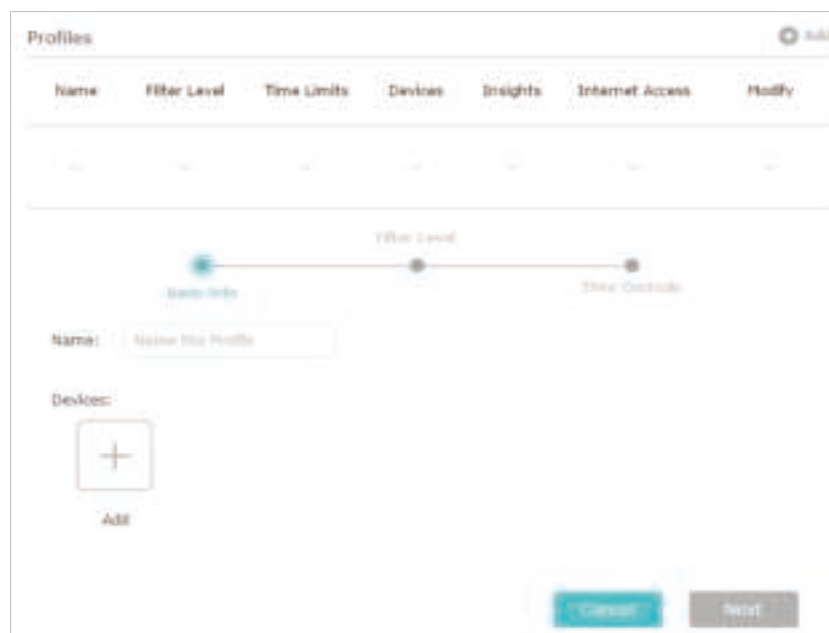 Profiles Add
Name Filter Level Time Limits Devices Insights Internet Access Modify
-- -- -- -- -- -- --
Filter Level
Basic Info
Time Controls
Name: Name this Profile
Devices:
Add
Cancel Next